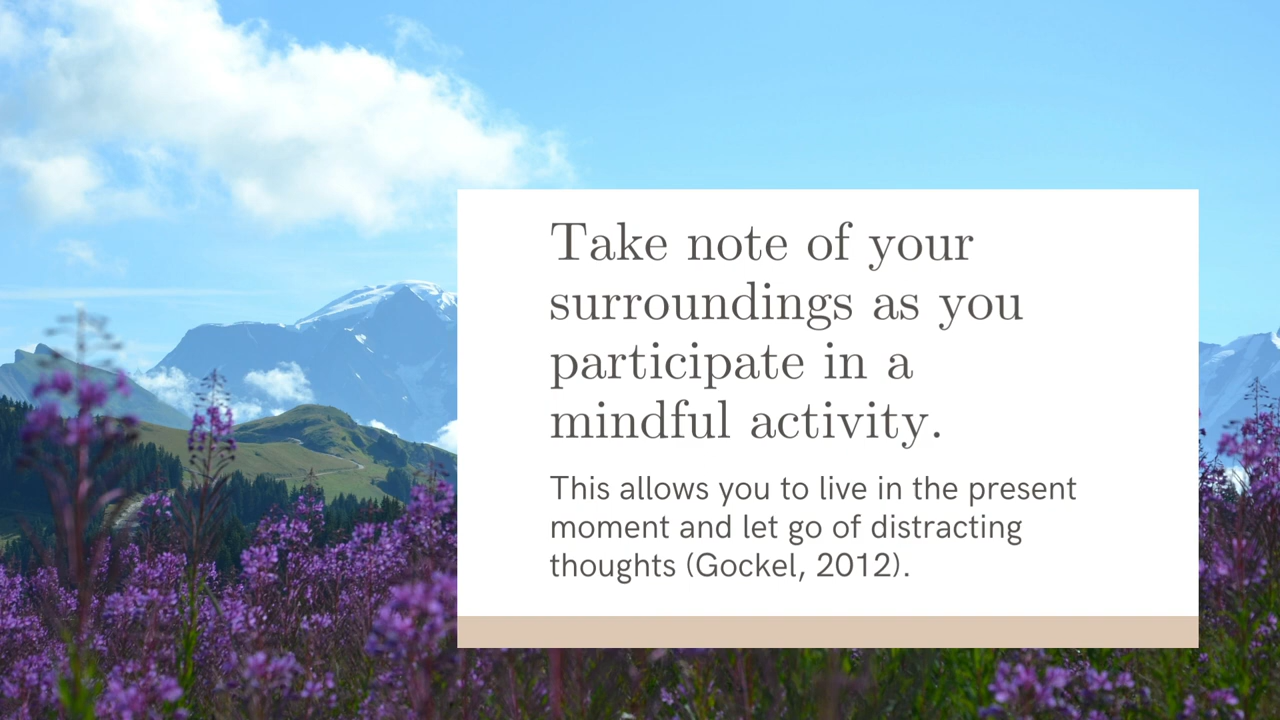 Take note of your
surroundings as you
participate in a
mindful activity.
This allows you to live in the present
moment and let go of distracting
thoughts (Gockel, 2012).